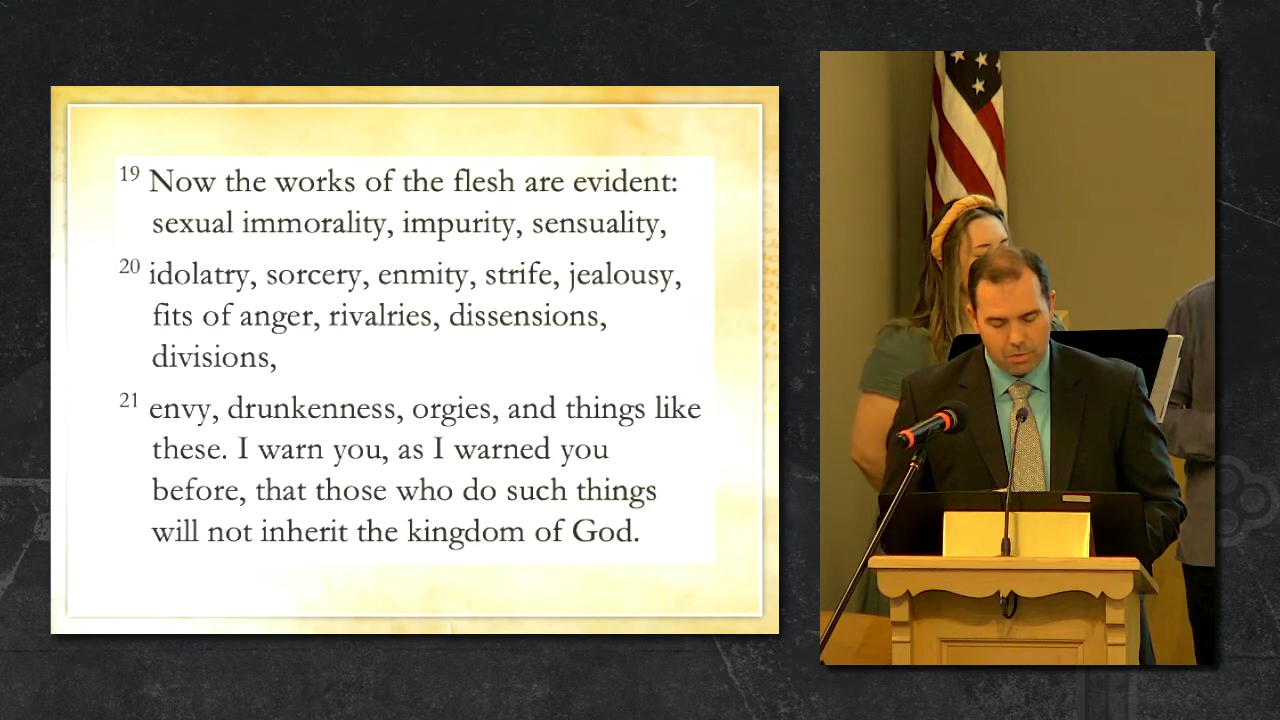 19 Now the works of the flesh are evident:
sexual immorality, impurity, sensuality,
20 idolatry, sorcery, enmity, strife, jealousy,
fits of anger, rivalries, dissensions,
divisions,
21 envy, drunkenness, orgies, and things like
these. I warn you, as I warned you
before, that those who do such things
will not inherit the kingdom of God.